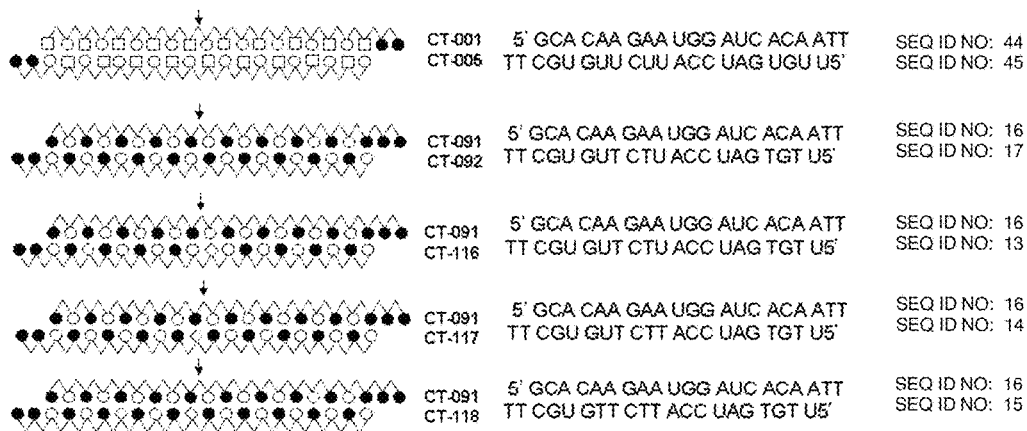 CT-001 5' GCA CAA GAA UGG AUC ACA ATT SEQ ID NO: 44
CT-005 TT CGU GUU CUU ACC UAG UGU U5' SEQ ID NO: 45
CT-091 5' GCA CAA GAA UGG AUC ACA ATT SEQ ID NO: 16
CT-092 TT CGU GUT CTU ACC UAG TGT U5' SEQ ID NO: 17
CT-091 5' GCA CAA GAA UGG AUC ACA ATT SEQ ID NO: 16
CT-116 TT CGU GUT CTU ACC UAG TGT U5' SEQ ID NO: 13
CT-091 5' GCA CAA GAA UGG AUC ACA ATT SEQ ID NO: 16
CT-117 TT CGU GUT CTT ACC UAG TGT U5' SEQ ID NO: 14
CT-091 5' GCA CAA GAA UGG AUC ACA ATT SEQ ID NO: 16
CT-118 TT CGU GTT CTT ACC UAG TGT U5' SEQ ID NO: 15